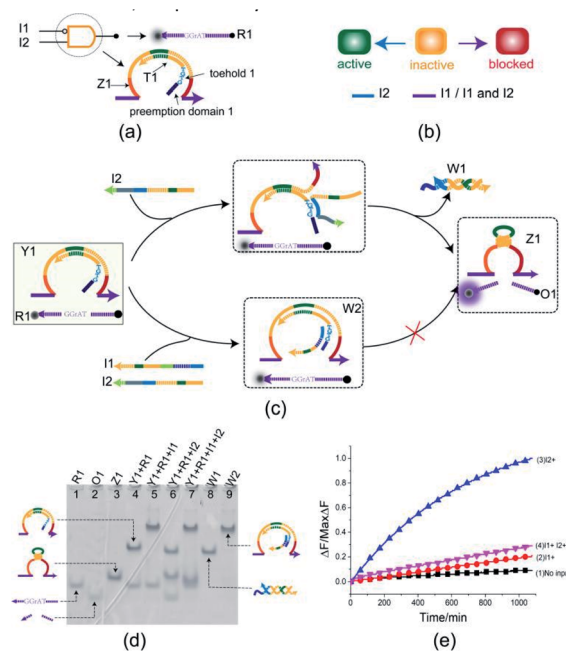 I1
I2
GGrAT
R1
T1
toehold 1
Z1
preemption domain 1
(a)
active
inactive
blocked
I2
I1 / I1 and I2
(b)
I2
W1
Y1
GGrAT
Z1
R1
GGrAT
O1
W2
I1
I2
GGrAT
(c)
R1
O1
Z1
Y1+R1
Y1+R1+I1
Y1+R1+I2
Y1+R1+I1+I2
W1
W2
1 2 3 4 5 6 7 8 9
GGrAT
(d)
ΔF/MaxΔF
1.0
0.8
0.6
0.4
0.2
0.0
(3)I2+
(4)I1+ I2+
(2)I1+
(1)No inp
0 200 400 600 800 1000
Time/min
(e)